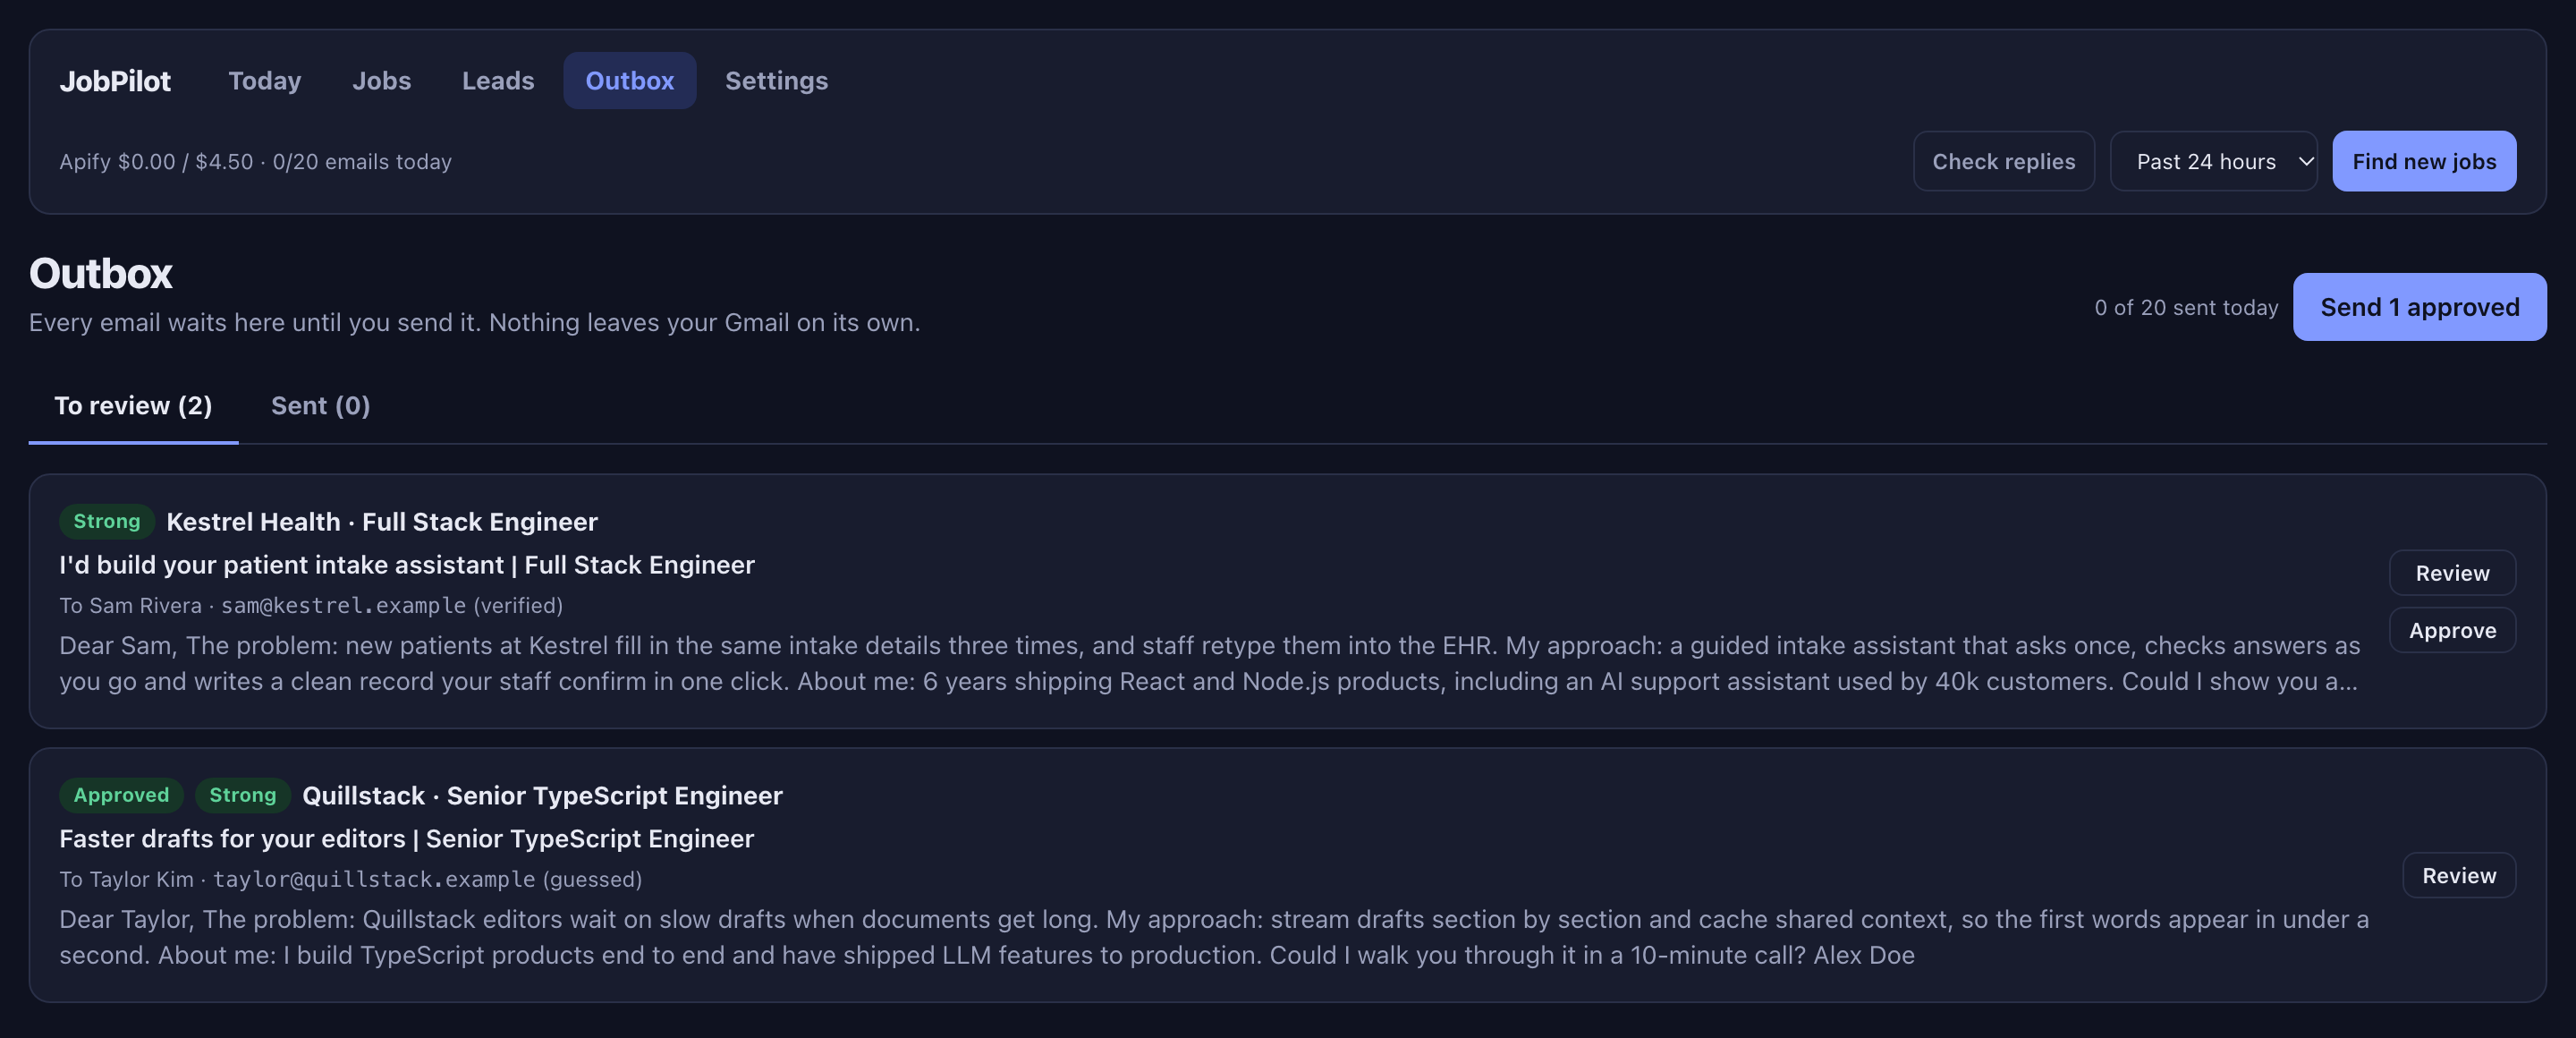 JobPilot Today Jobs Leads Outbox Settings
Apify $0.00 / $4.50 · 0/20 emails today Check replies Past 24 hours Find new jobs
Outbox
Every email waits here until you send it. Nothing leaves your Gmail on its own.
0 of 20 sent today Send 1 approved
To review (2) Sent (0)
Strong Kestrel Health · Full Stack Engineer
I'd build your patient intake assistant | Full Stack Engineer
To Sam Rivera · sam@kestrel.example (verified)
Dear Sam, The problem: new patients at Kestrel fill in the same intake details three times, and staff retype them into the EHR. My approach: a guided intake assistant that asks once, checks answers as
you go and writes a clean record your staff confirm in one click. About me: 6 years shipping React and Node.js products, including an AI support assistant used by 40k customers. Could I show you a...
Review
Approve
Approved Strong Quillstack · Senior TypeScript Engineer
Faster drafts for your editors | Senior TypeScript Engineer
To Taylor Kim · taylor@quillstack.example (guessed)
Dear Taylor, The problem: Quillstack editors wait on slow drafts when documents get long. My approach: stream drafts section by section and cache shared context, so the first words appear in under a
second. About me: I build TypeScript products end to end and have shipped LLM features to production. Could I walk you through it in a 10-minute call? Alex Doe
Review